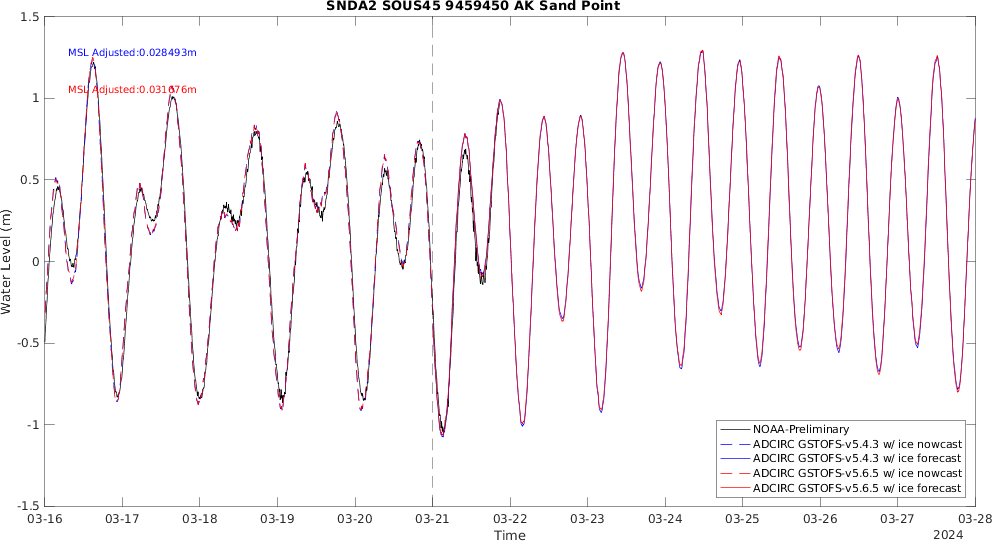 SNDA2 SOUS45 9459450 AK Sand Point
1.5
1
0.5
0
-0.5
-1
-1.5
Water Level (m)
MSL Adjusted:0.028493m
MSL Adjusted:0.031676m
NOAA-Preliminary
ADCIRC GSTOFS-v5.4.3 w/ ice nowcast
ADCIRC GSTOFS-v5.4.3 w/ ice forecast
ADCIRC GSTOFS-v5.6.5 w/ ice nowcast
ADCIRC GSTOFS-v5.6.5 w/ ice forecast
03-16 03-17 03-18 03-19 03-20 03-21 03-22 03-23 03-24 03-25 03-26 03-27 03-28
Time
2024